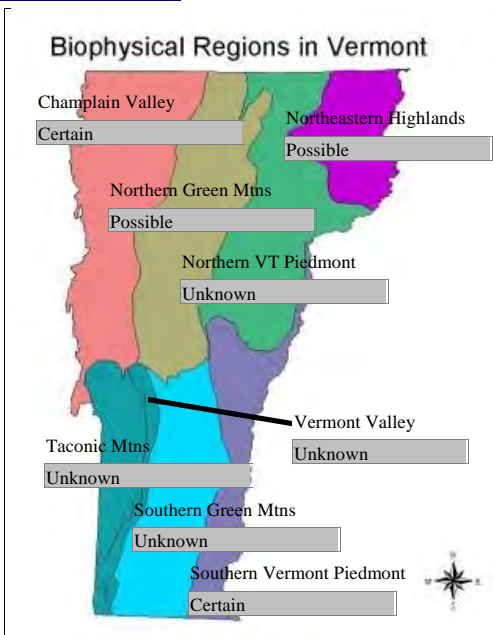 Biophysical Regions in Vermont
Champlain Valley
Certain
Northeastern Highlands
Possible
Northern Green Mtns
Possible
Northern VT Piedmont
Unknown
Vermont Valley
Unknown
Taconic Mtns
Unknown
Southern Green Mtns
Unknown
Southern Vermont Piedmont
Certain